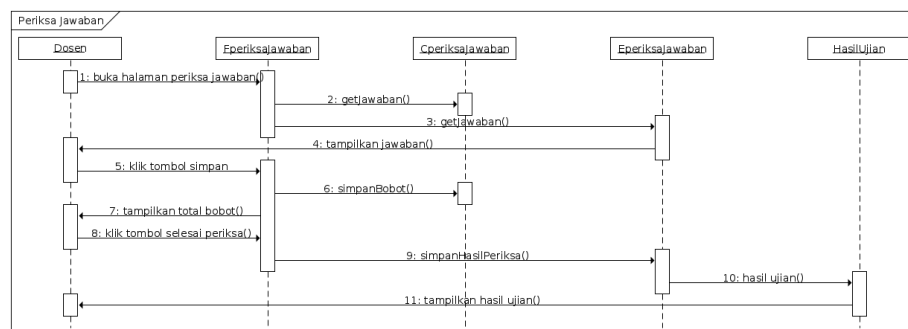 Periksa Jawaban
Dosen
FperiksaJawaban
CperiksaJawaban
EperiksaJawaban
HasilUjian
1: buka halaman periksa jawaban()
2: getJawaban()
3: getJawaban()
4: tampilkan jawaban()
5: klik tombol simpan
6: simpanBobot()
7: tampilkan total bobot()
8: klik tombol selesai periksa()
9: simpanHasilPeriksa()
10: hasil ujian()
11: tampilkan hasil ujian()